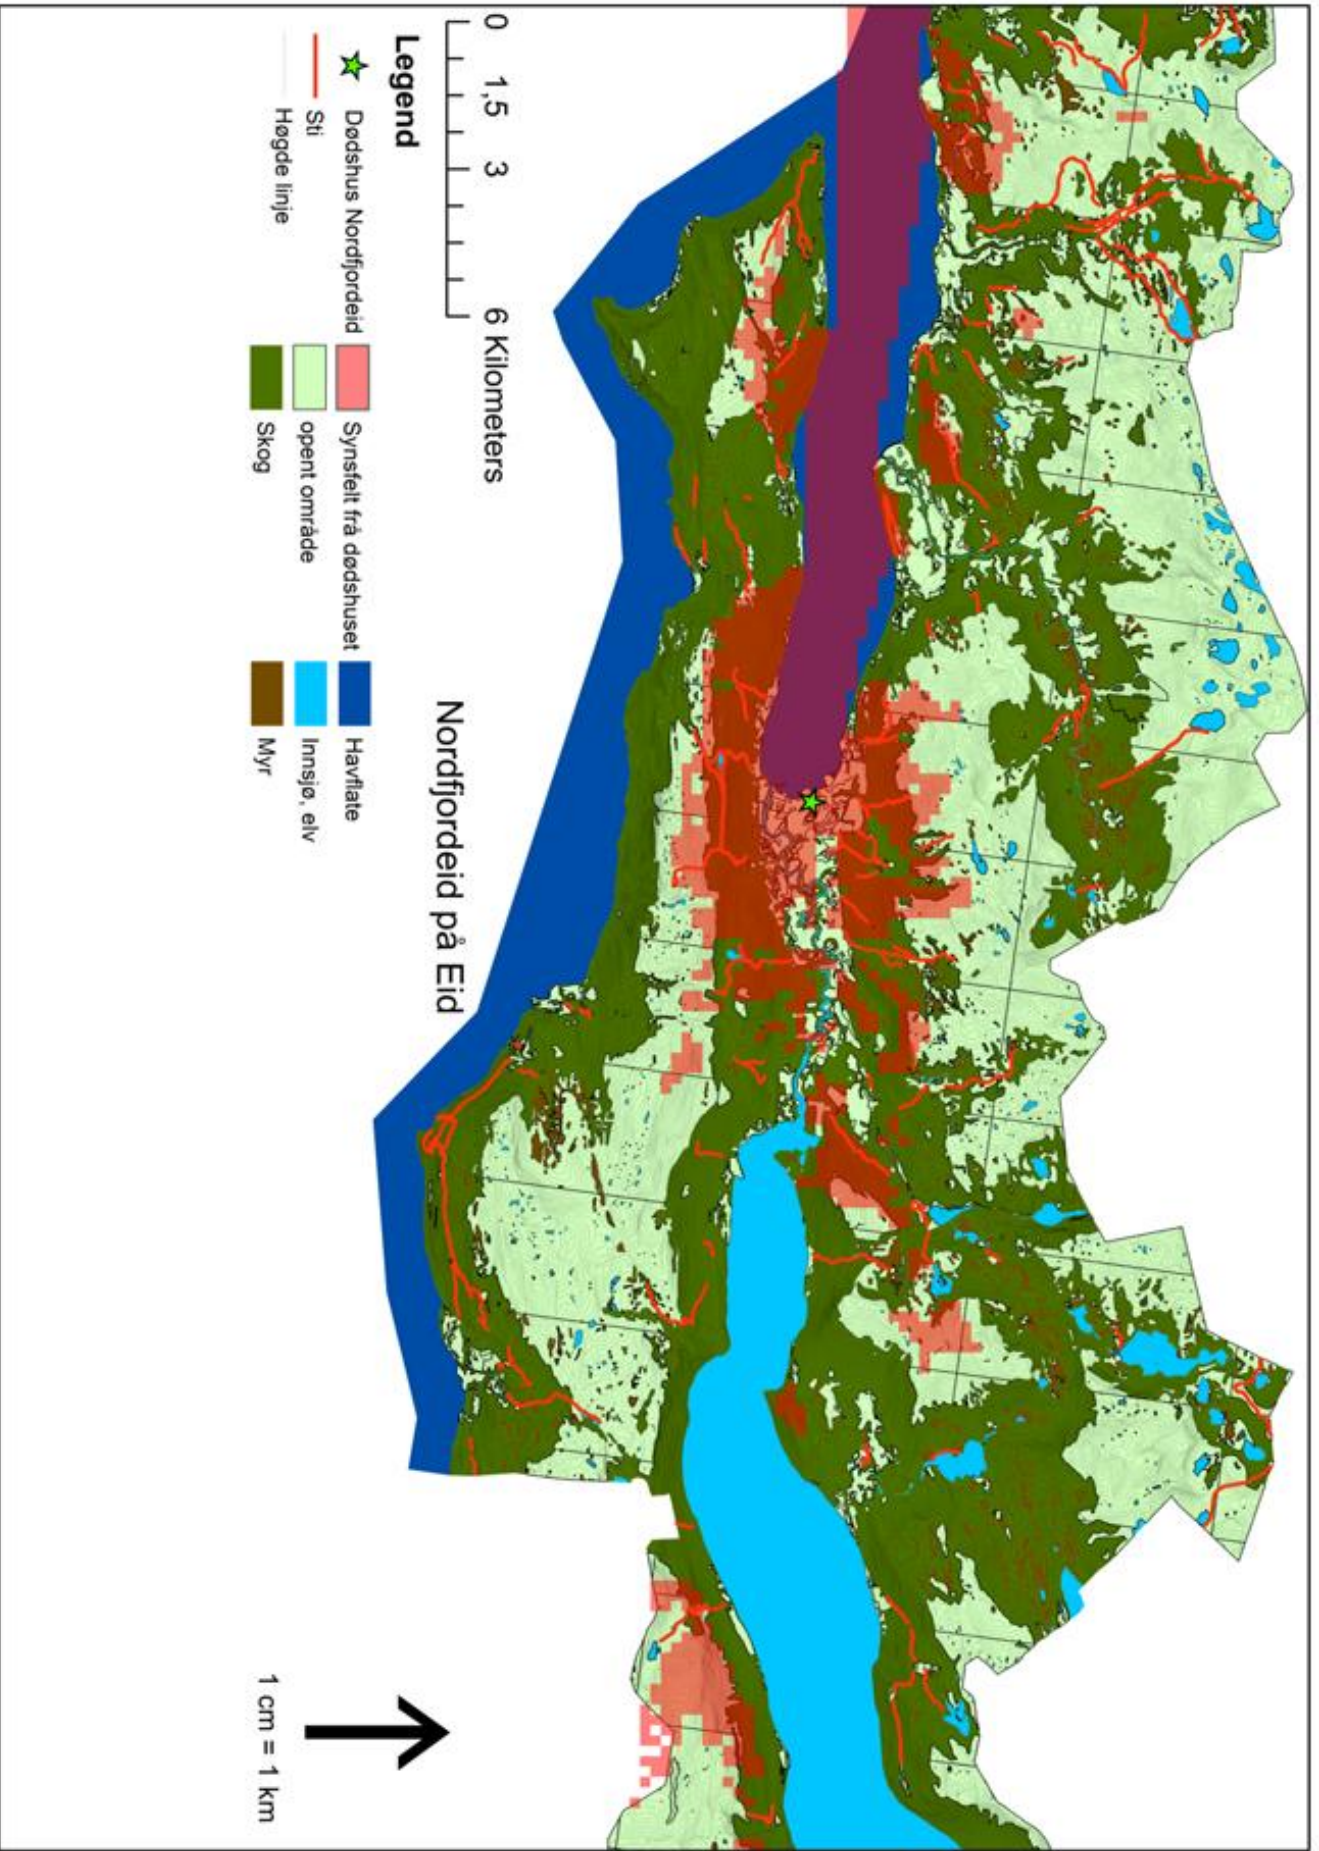 Nordfjordeid på Eid
0 1,5 3 6 Kilometers
Legend
Dødshus Nordfjordeid
Sti
Høgde linje
Synsfelt frå dødshuset
opent område
Skog
Havflate
Innsjø, elv
Myr
1 cm = 1 km